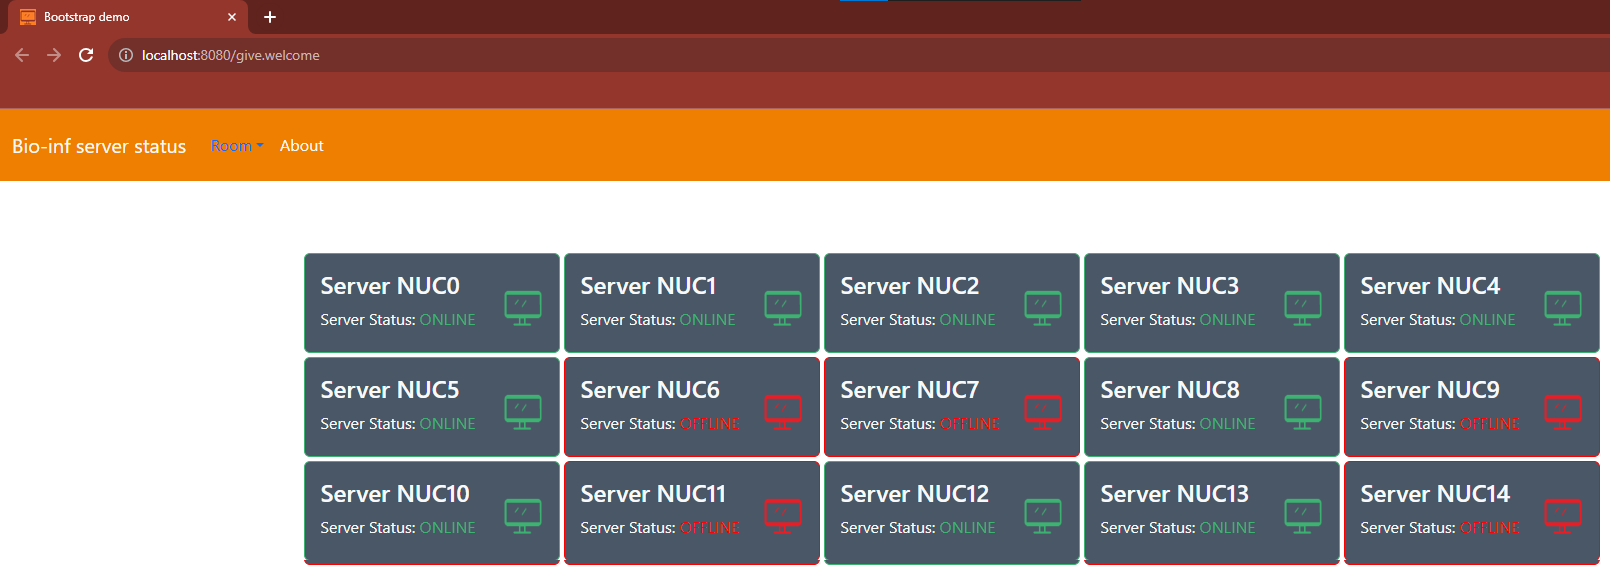 Bootstrap demo
localhost:8080/give.welcome
Bio-inf server status Room About
Server NUC0 Server NUC1 Server NUC2 Server NUC3 Server NUC4
Server Status: ONLINE Server Status: ONLINE Server Status: ONLINE Server Status: ONLINE Server Status: ONLINE
Server NUC5 Server NUC6 Server NUC7 Server NUC8 Server NUC9
Server Status: ONLINE Server Status: OFFLINE Server Status: OFFLINE Server Status: ONLINE Server Status: OFFLINE
Server NUC10 Server NUC11 Server NUC12 Server NUC13 Server NUC14
Server Status: ONLINE Server Status: OFFLINE Server Status: ONLINE Server Status: ONLINE Server Status: OFFLINE